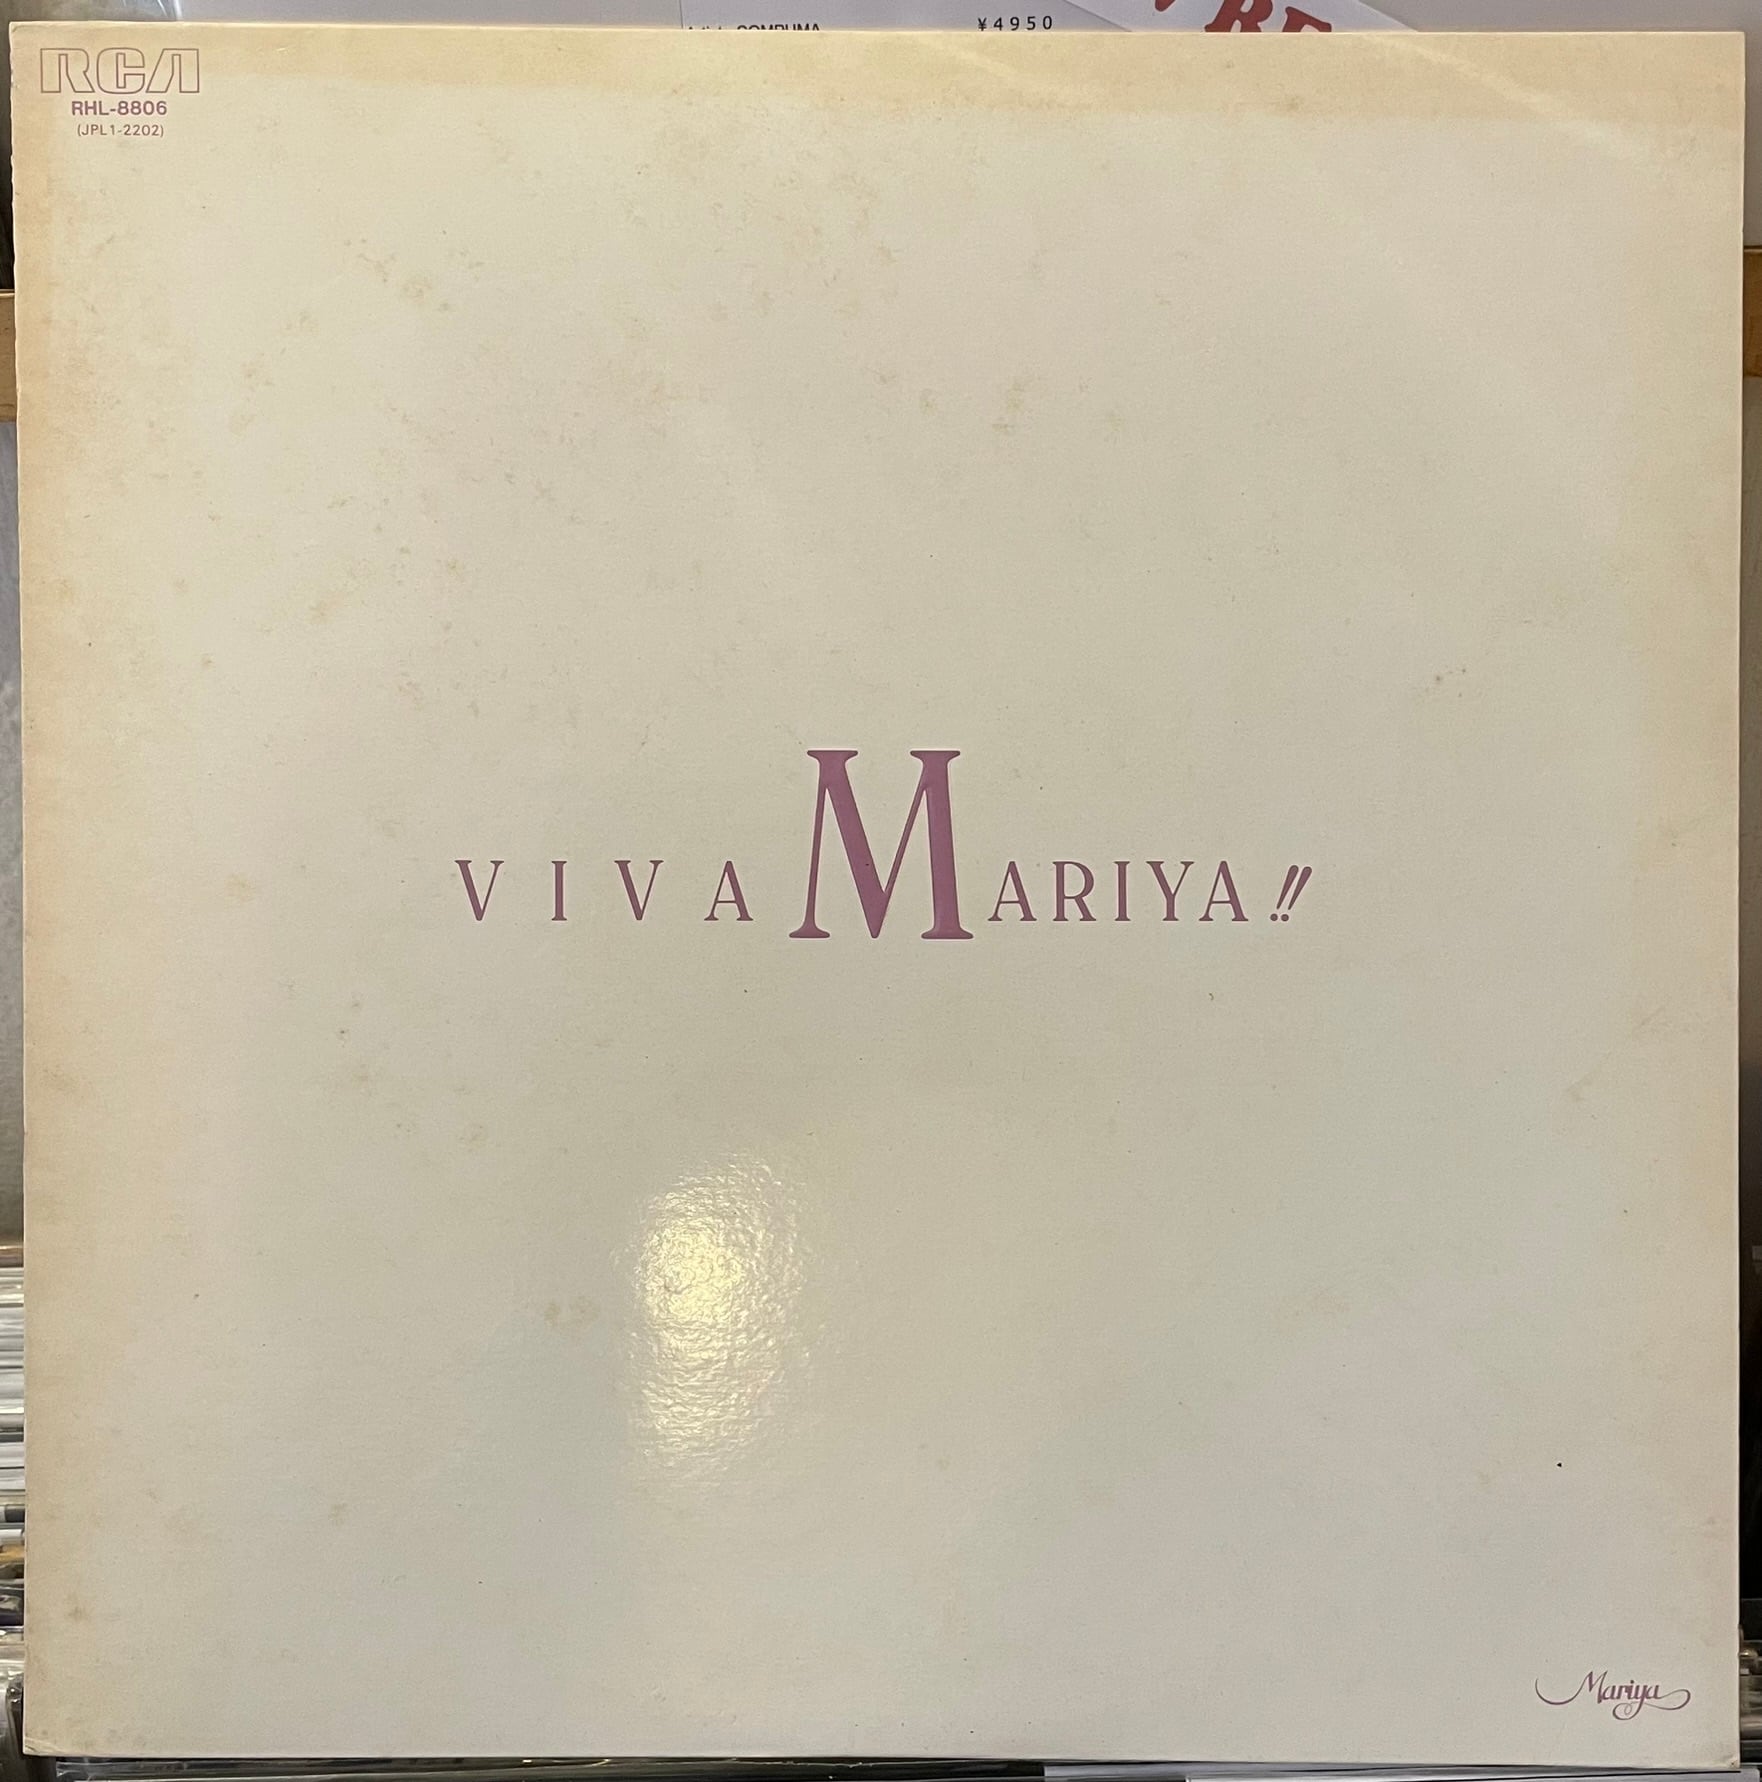 ¥4950
RCA
RHL-8806
(JPL1-2202)
VIVA MARIYA!!
Mariya